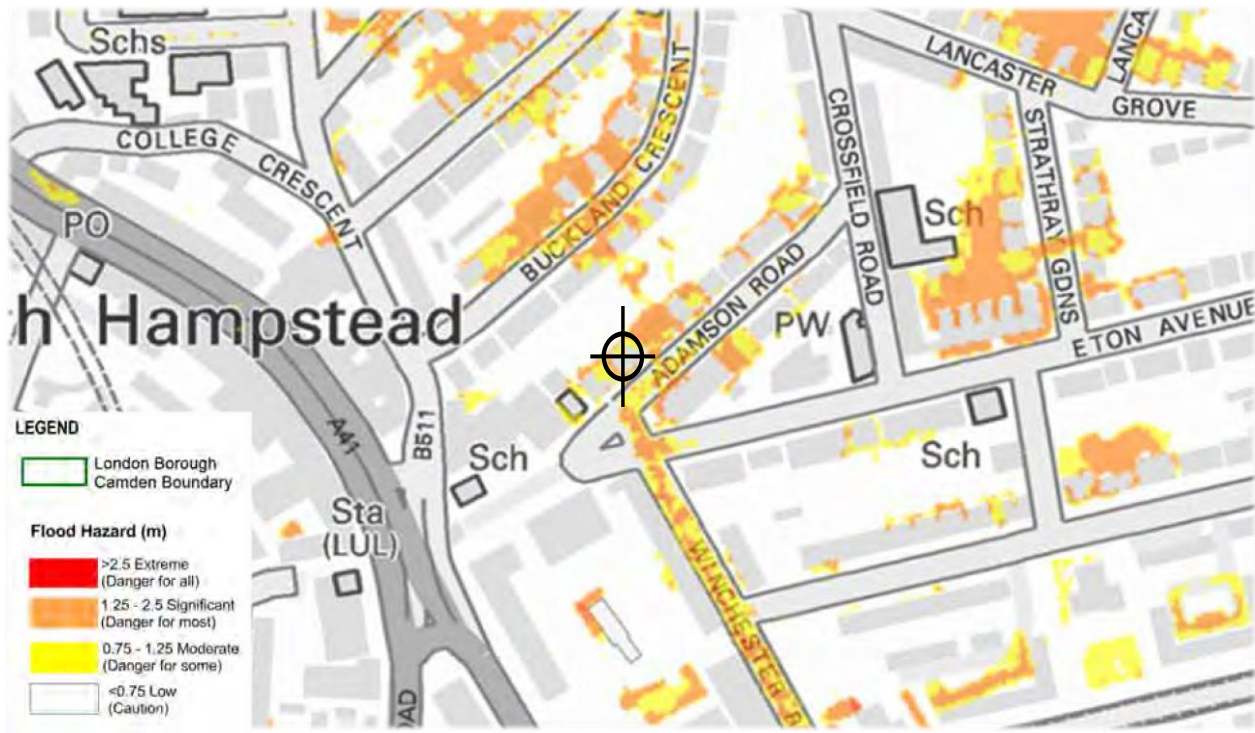 Schs
COLLEGE CRESCENT
PO
h Hampstead
BUCKLAND CRESCENT
LANCASTER
GROVE
LANCA
CROSSFIELD ROAD
Sch
STRATHRAY GDNS
ADAMSON ROAD
PW
ETON AVENUE
A41
B511
Sch
Sch
Sta
(LUL)
WINCHESTER R
OAD
LEGEND
London Borough
Camden Boundary
Flood Hazard (m)
>2.5 Extreme
(Danger for all)
1.25 - 2.5 Significant
(Danger for most)
0.75 - 1.25 Moderate
(Danger for some)
<0.75 Low
(Caution)